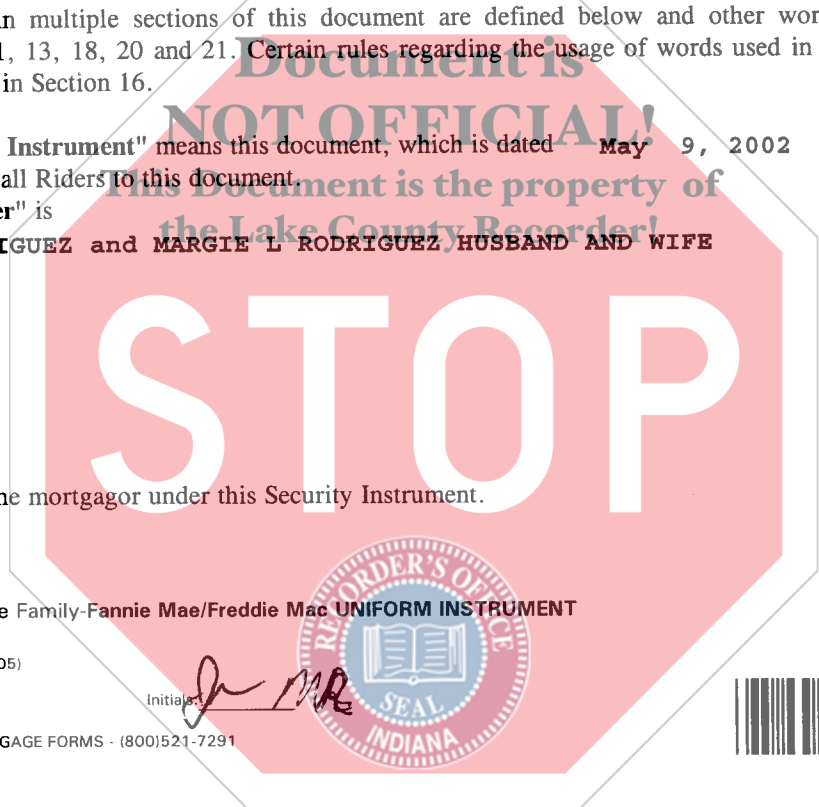 n multiple sections of this document are defined below and other wor
1, 13, 18, 20 and 21. Certain rules regarding the usage of words used in
in Section 16.
Document is
NOT OFFICIAL!
This Document is the property of
the Lake County Recorder!
Instrument" means this document, which is dated May 9, 2002
all Riders to this document.
er" is
IGUEZ and MARGIE L RODRIGUEZ HUSBAND AND WIFE
STOP
he mortgagor under this Security Instrument.
e Family-Fannie Mae/Freddie Mac UNIFORM INSTRUMENT
05)
Initials:
GAGE FORMS - (800)521-7291
RECORDER'S OFFICE
SEAL
INDIANA